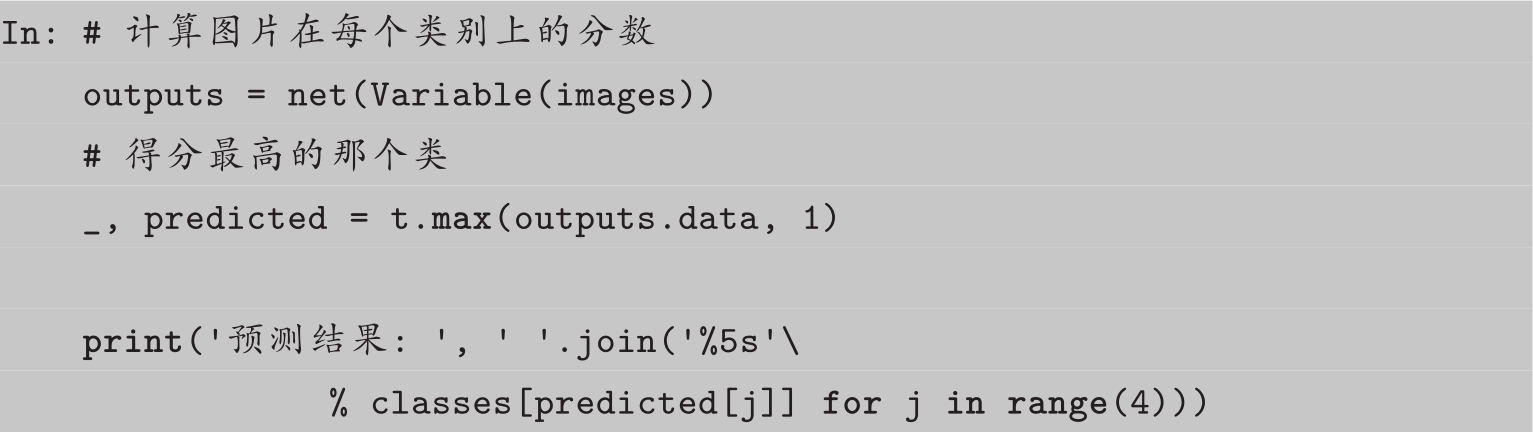 In: # 计算图片在每个类别上的分数
outputs = net(Variable(images))
# 得分最高的那个类
_, predicted = t.max(outputs.data, 1)
print('预测结果: ', ' '.join('%5s'\
% classes[predicted[j]] for j in range(4)))